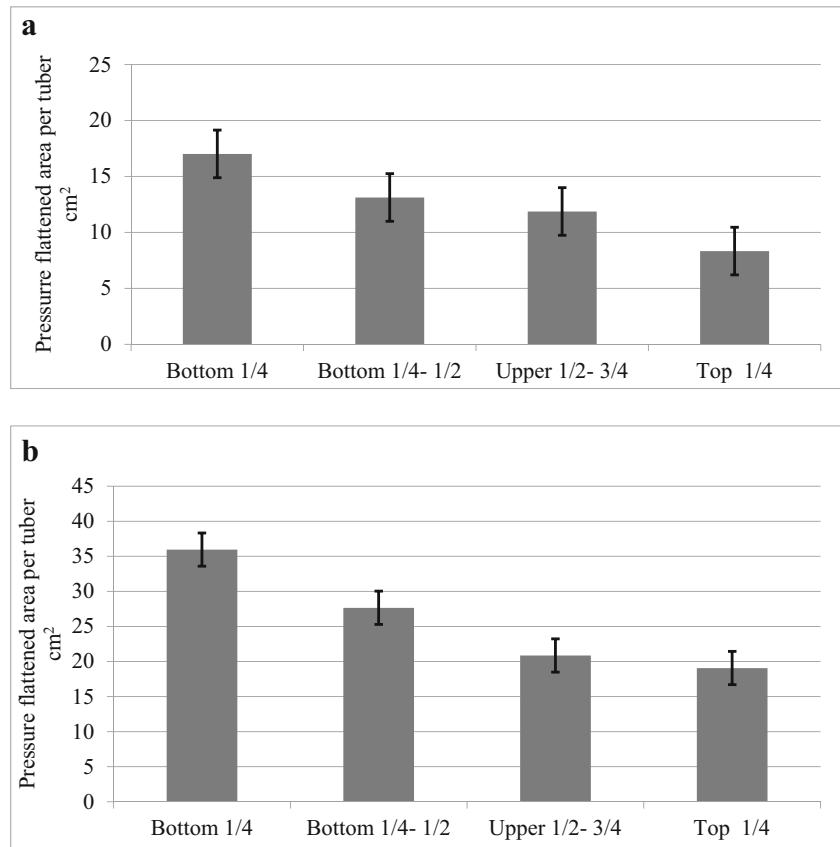 a
Pressurre flattened area per tuber
cm²
25
20
15
10
5
0
Bottom 1/4 Bottom 1/4- 1/2 Upper 1/2- 3/4 Top 1/4
b
Pressure flattened area per tuber
cm²
45
40
35
30
25
20
15
10
5
0
Bottom 1/4 Bottom 1/4- 1/2 Upper 1/2- 3/4 Top 1/4